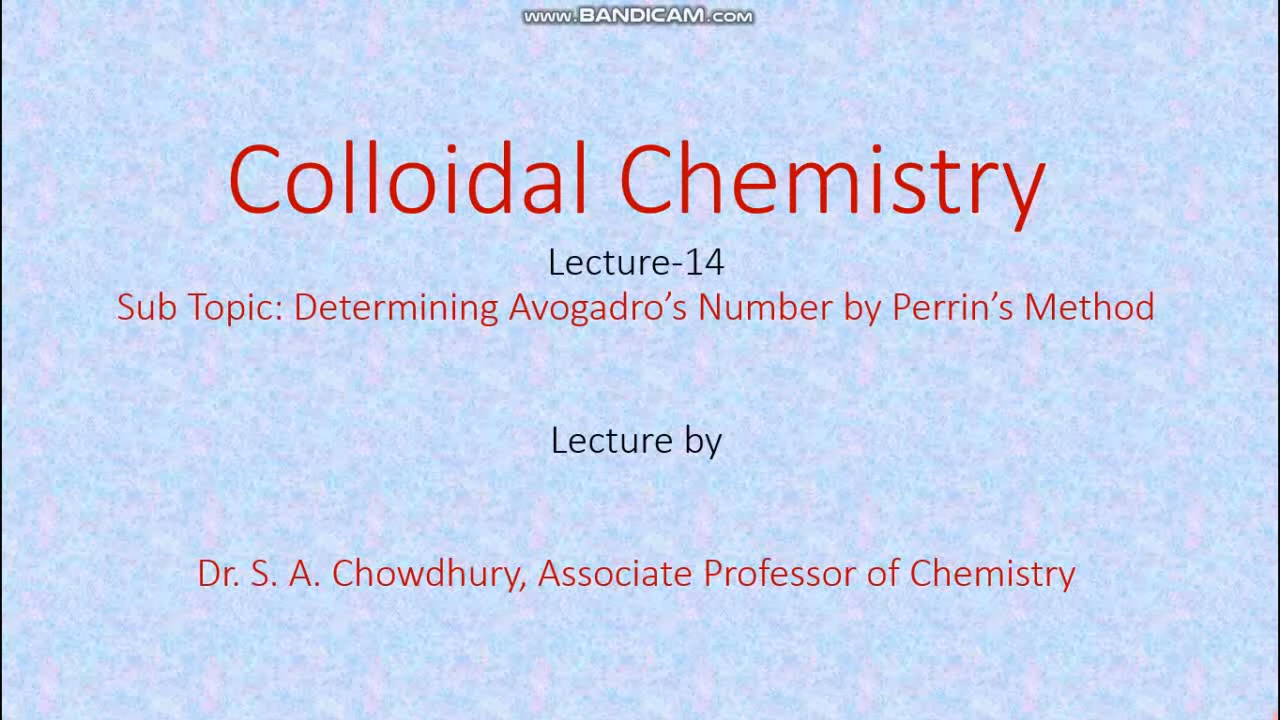 www.BANDICAM.com
Colloidal Chemistry
Lecture-14
Sub Topic: Determining Avogadro’s Number by Perrin’s Method
Lecture by
Dr. S. A. Chowdhury, Associate Professor of Chemistry